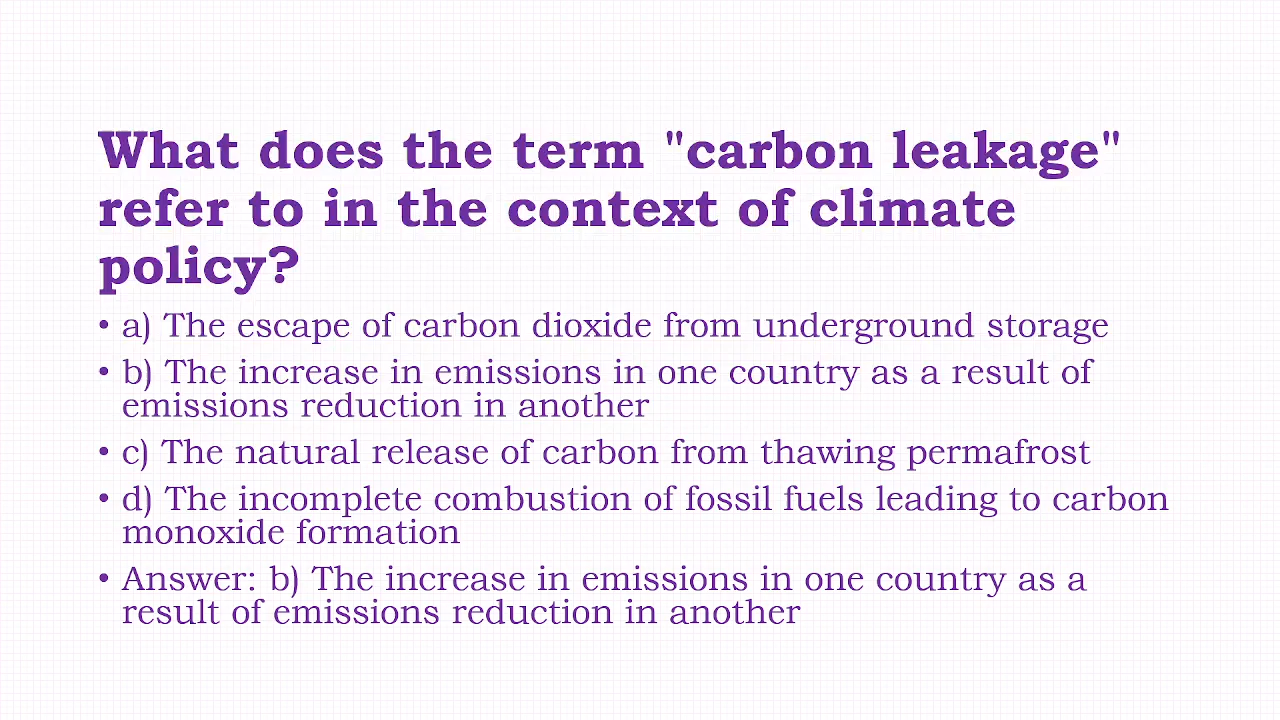 What does the term "carbon leakage"
refer to in the context of climate
policy?
• a) The escape of carbon dioxide from underground storage
• b) The increase in emissions in one country as a result of
emissions reduction in another
• c) The natural release of carbon from thawing permafrost
• d) The incomplete combustion of fossil fuels leading to carbon
monoxide formation
• Answer: b) The increase in emissions in one country as a
result of emissions reduction in another